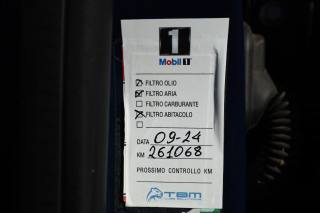 1
Mobil 1
FILTRO OLIO
FILTRO ARIA
FILTRO CARBURANTE
FILTRO ABITACOLO
DATA 09-24
KM 261068
PROSSIMO CONTROLLO KM
TBM